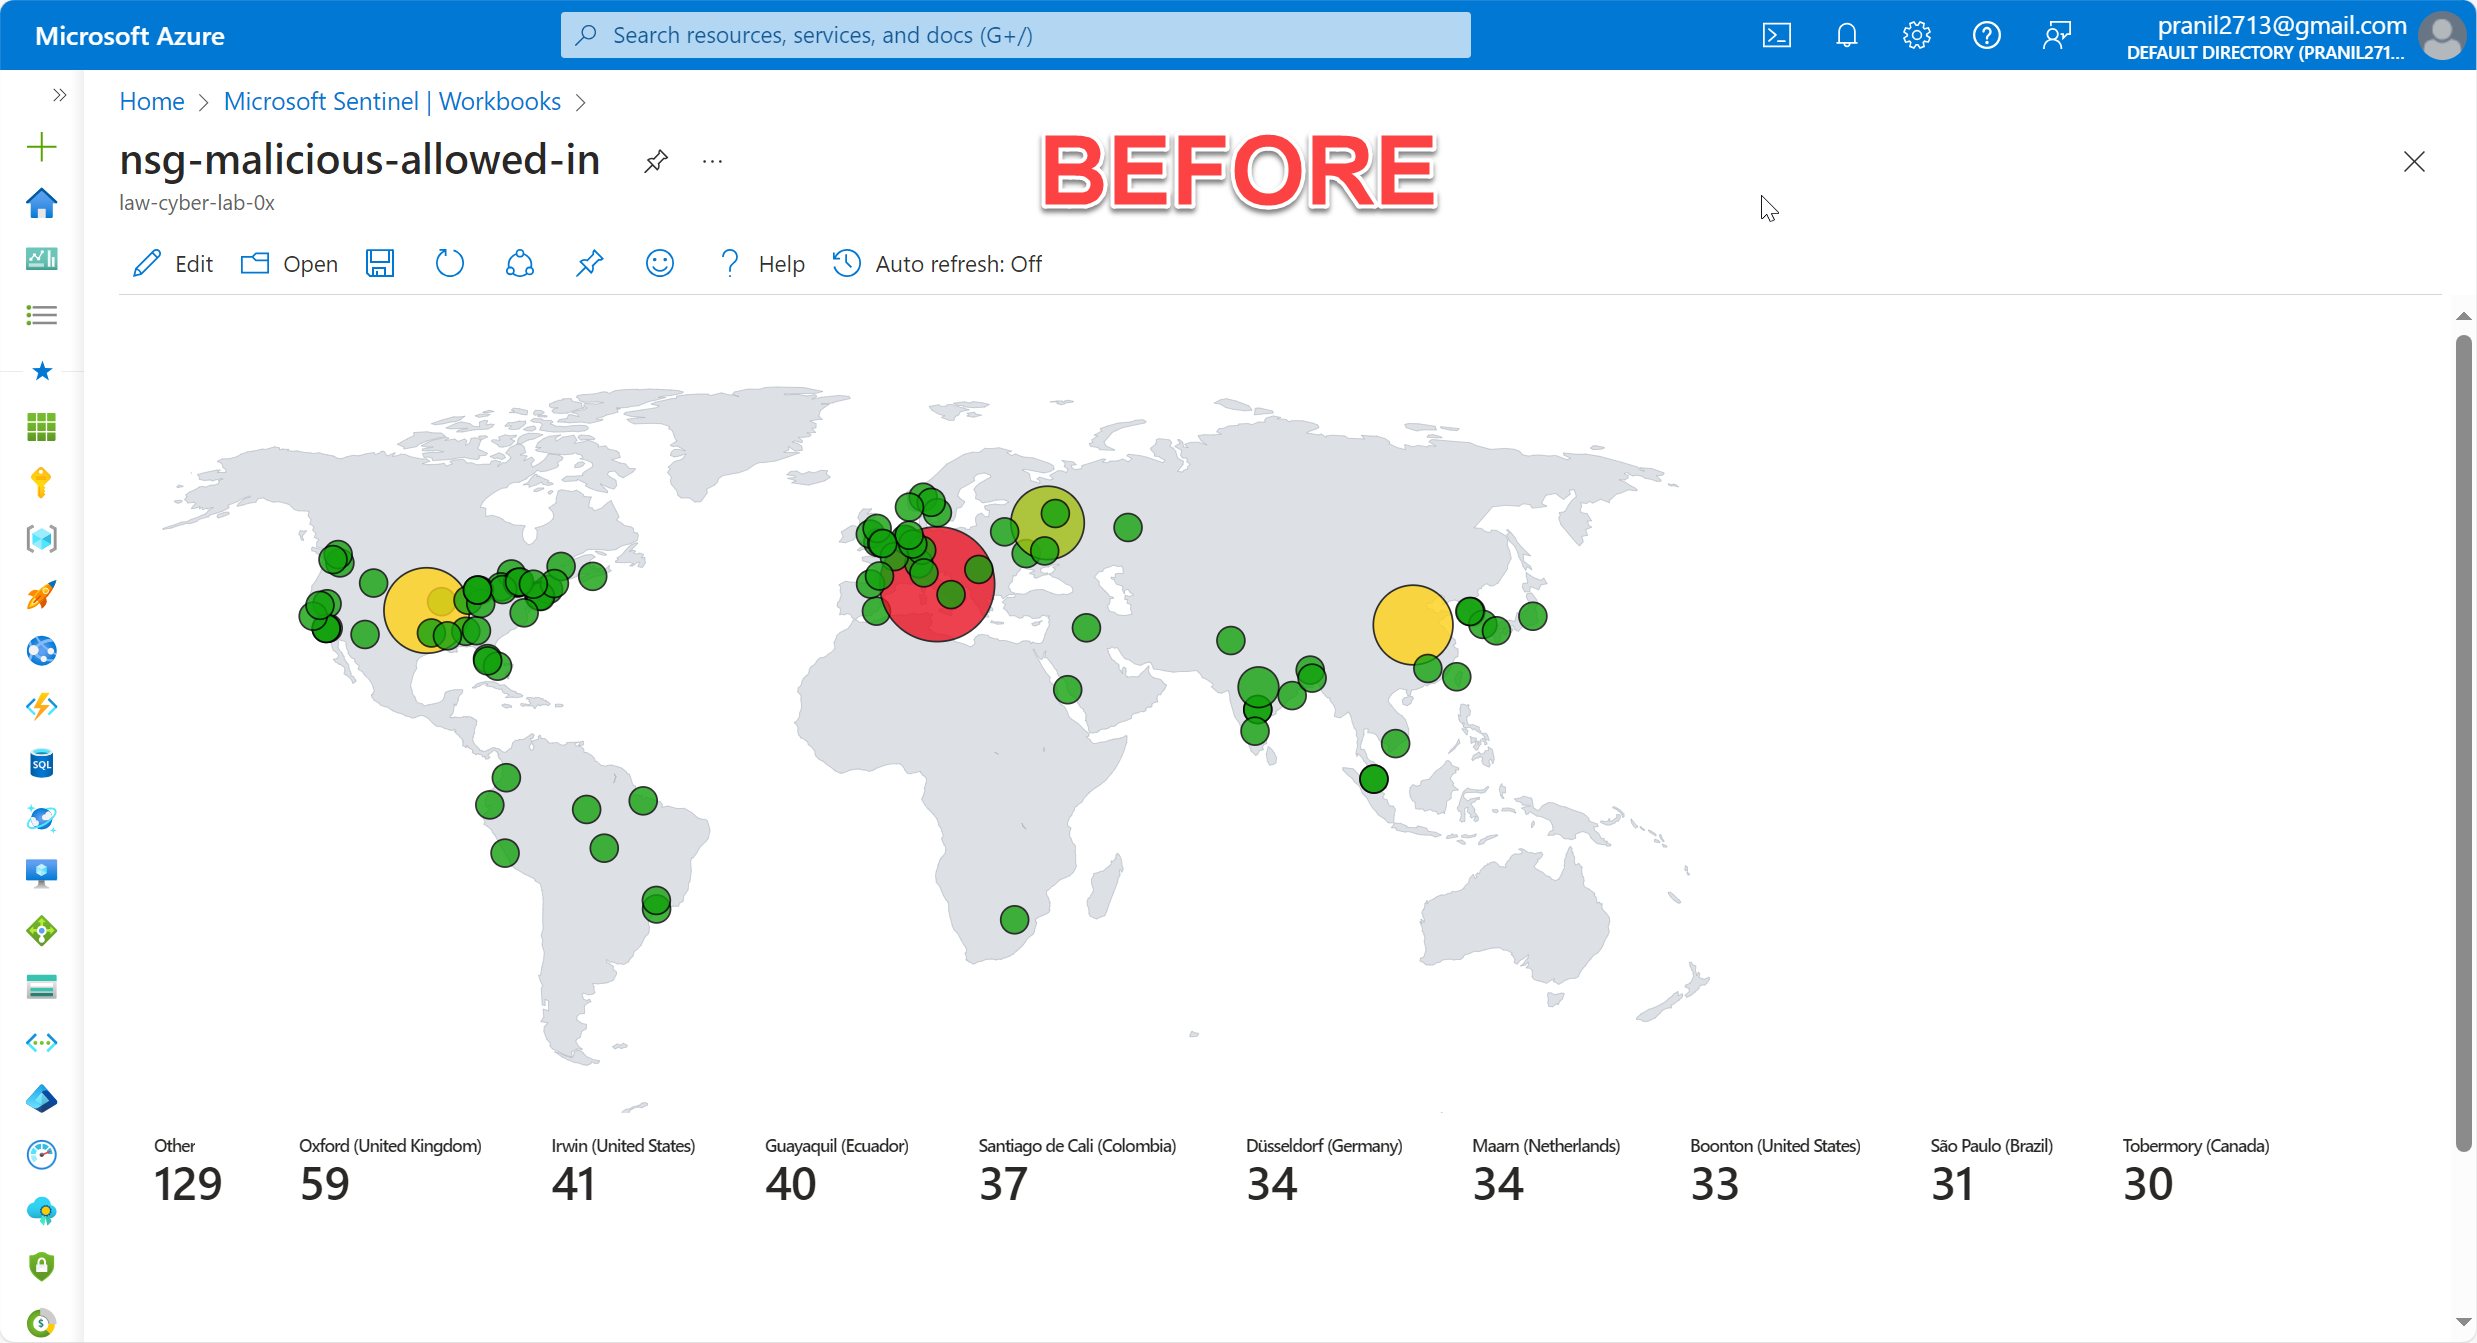 Microsoft Azure
Search resources, services, and docs (G+/)
pranil2713@gmail.com
DEFAULT DIRECTORY (PRANIL271...
Home > Microsoft Sentinel | Workbooks >
nsg-malicious-allowed-in
...
law-cyber-lab-0x
BEFORE
Edit Open Help Auto refresh: Off
SQL
Other Oxford (United Kingdom) Irwin (United States) Guayaquil (Ecuador) Santiago de Cali (Colombia) Düsseldorf (Germany) Maarn (Netherlands) Boonton (United States) São Paulo (Brazil) Tobermory (Canada)
129 59 41 40 37 34 34 33 31 30